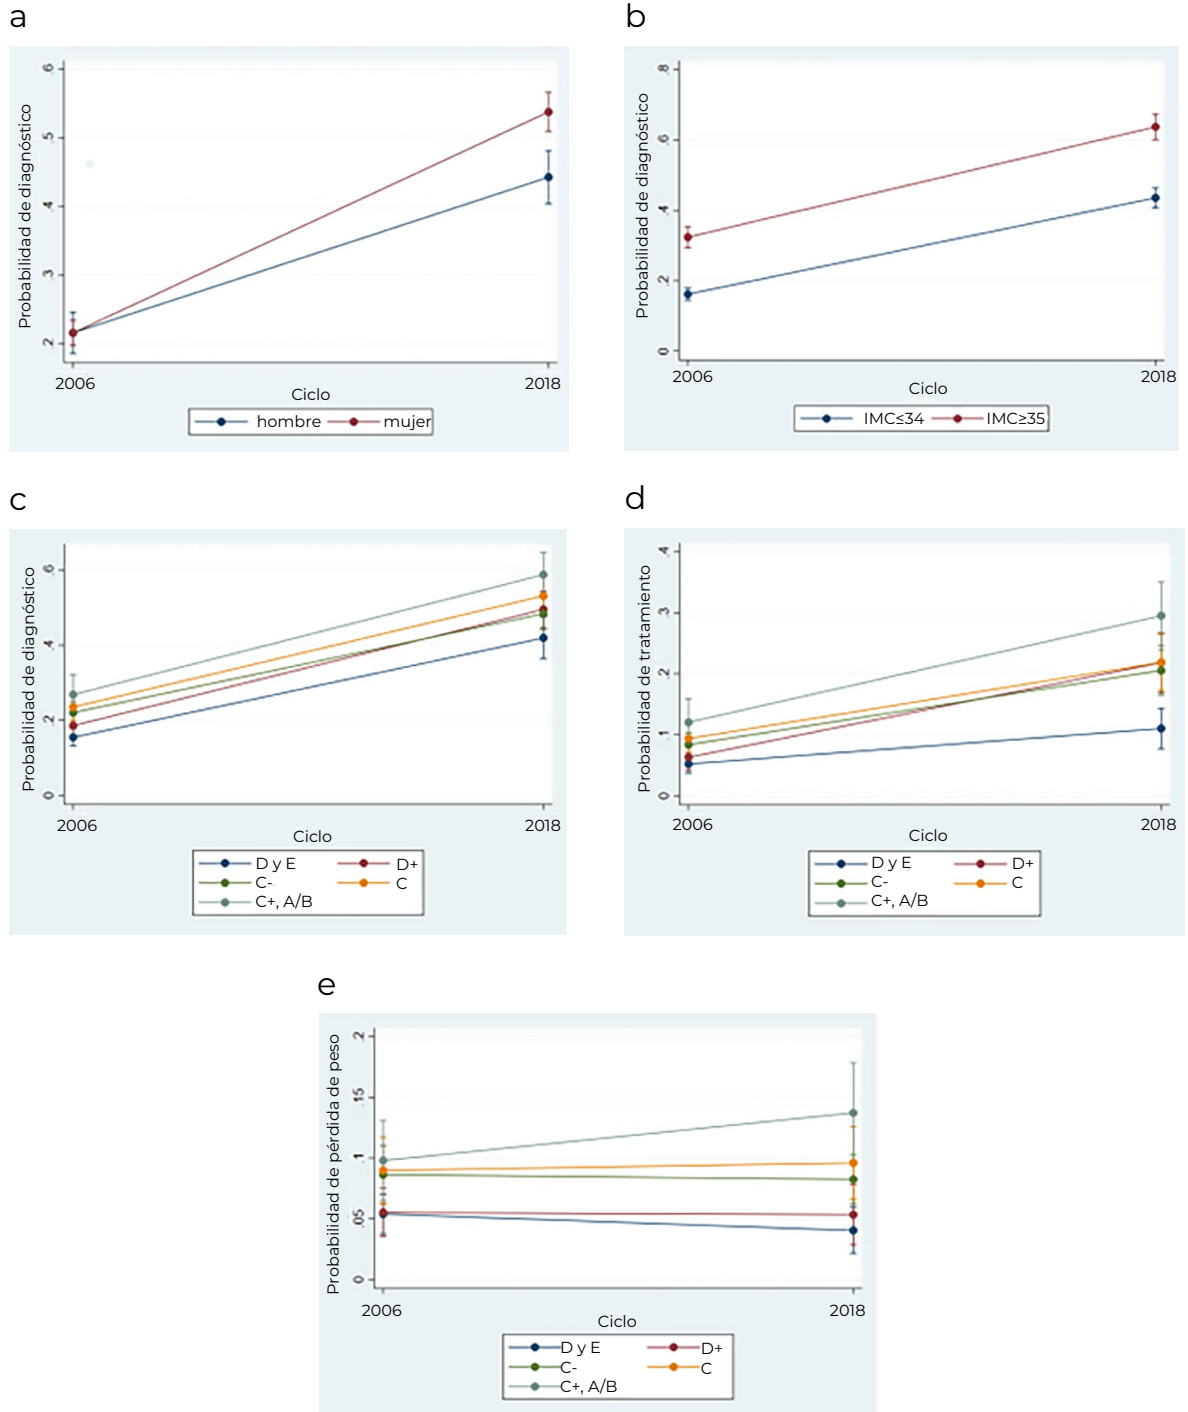 a
b
Probabilidad de diagnóstico
.6
.5
.4
.3
.2
2006
2018
Ciclo
hombre mujer
Probabilidad de diagnóstico
.8
.6
.4
.2
0
2006
2018
Ciclo
IMC≤34 IMC≥35
c
d
Probabilidad de diagnóstico
.6
.4
.2
0
2006
2018
Ciclo
D y E D+
C- C
C+, A/B
Probabilidad de tratamiento
.4
.3
.2
.1
0
2006
2018
Ciclo
D y E D+
C- C
C+, A/B
e
Probabilidad de pérdida de peso
.2
.15
.1
.05
0
2006
2018
Ciclo
D y E D+
C- C
C+, A/B